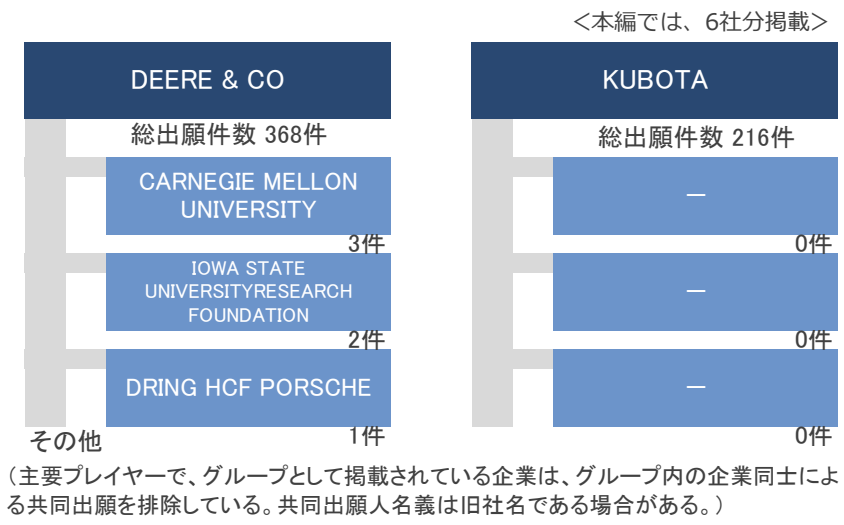 ＜本編では、6社分掲載＞
DEERE & CO
総出願件数 368件
CARNEGIE MELLON
UNIVERSITY
3件
IOWA STATE
UNIVERSITYRESEARCH
FOUNDATION
2件
DRING HCF PORSCHE
1件
その他
KUBOTA
総出願件数 216件
－
0件
－
0件
－
0件
（主要プレイヤーで、グループとして掲載されている企業は、グループ内の企業同士によ
る共同出願を排除している。共同出願人名義は旧社名である場合がある。）